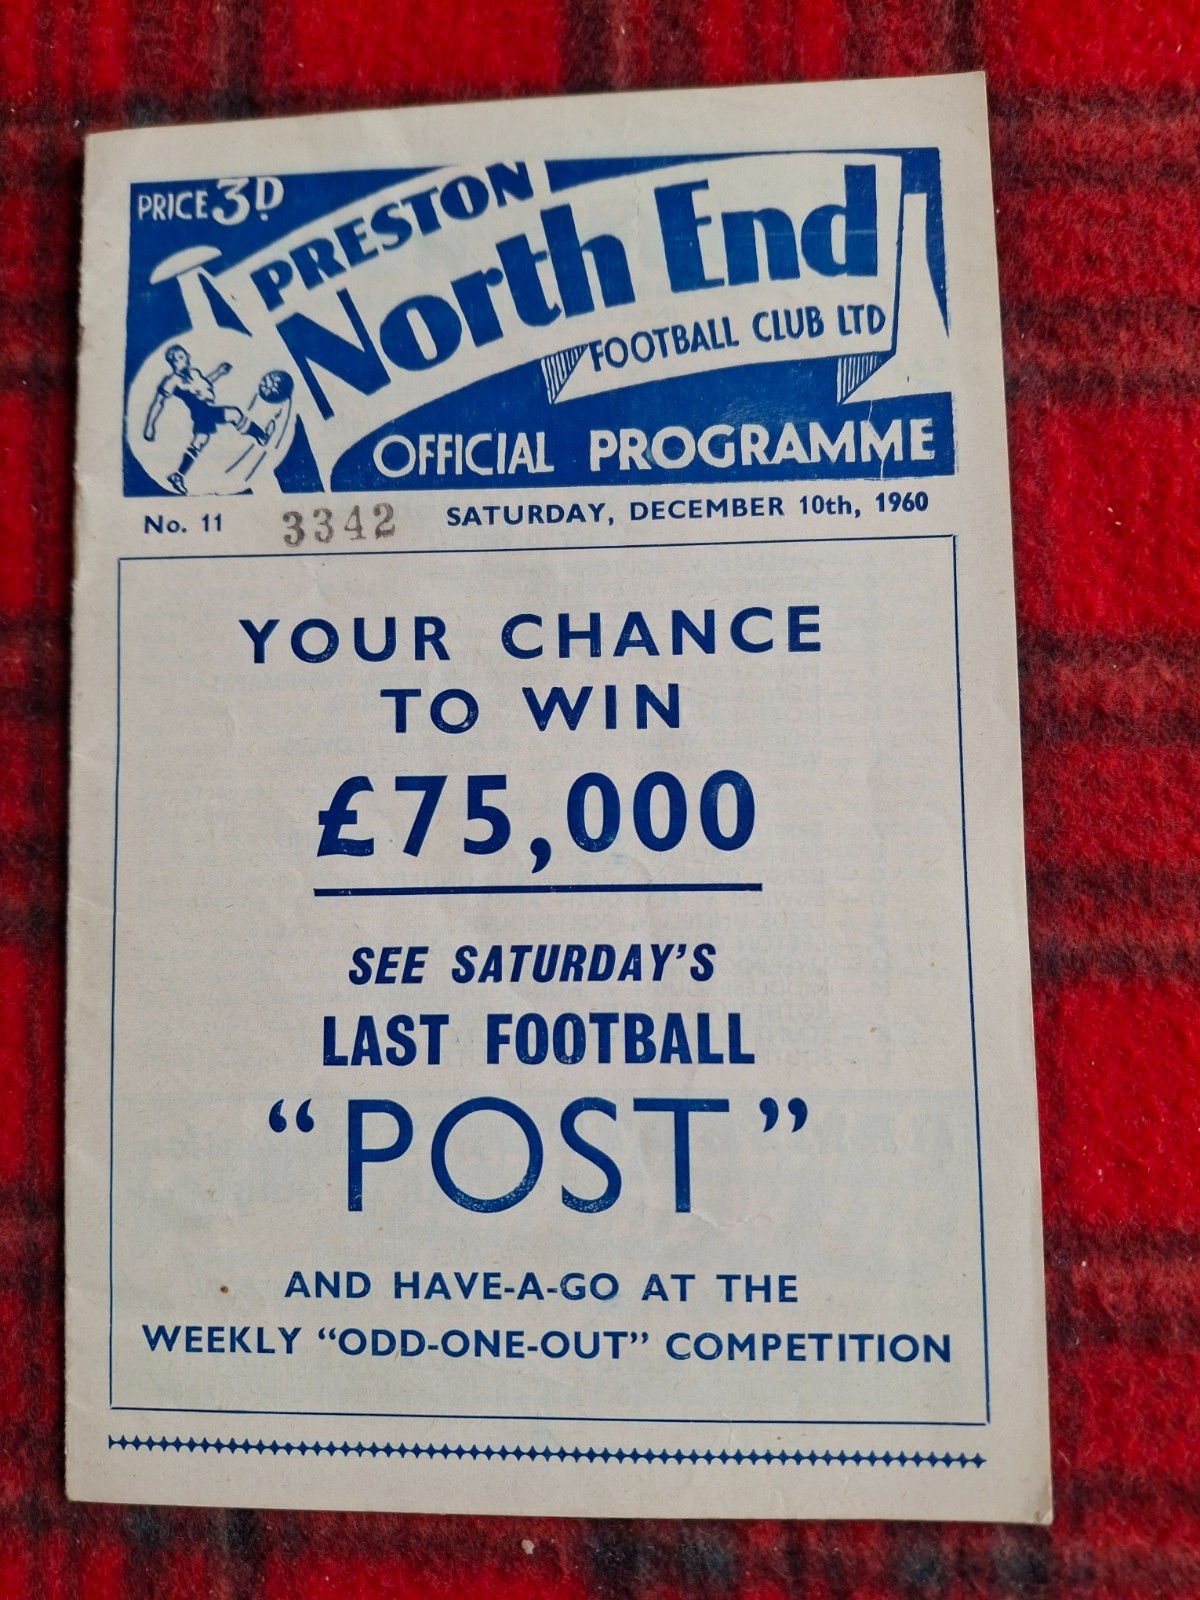 PRICE 3D.
PRESTON
North End
FOOTBALL CLUB LTD
OFFICIAL PROGRAMME
No. 11 3342 SATURDAY, DECEMBER 10th, 1960
YOUR CHANCE
TO WIN
£75,000
SEE SATURDAY'S
LAST FOOTBALL
“POST”
AND HAVE-A-GO AT THE
WEEKLY “ODD-ONE-OUT” COMPETITION